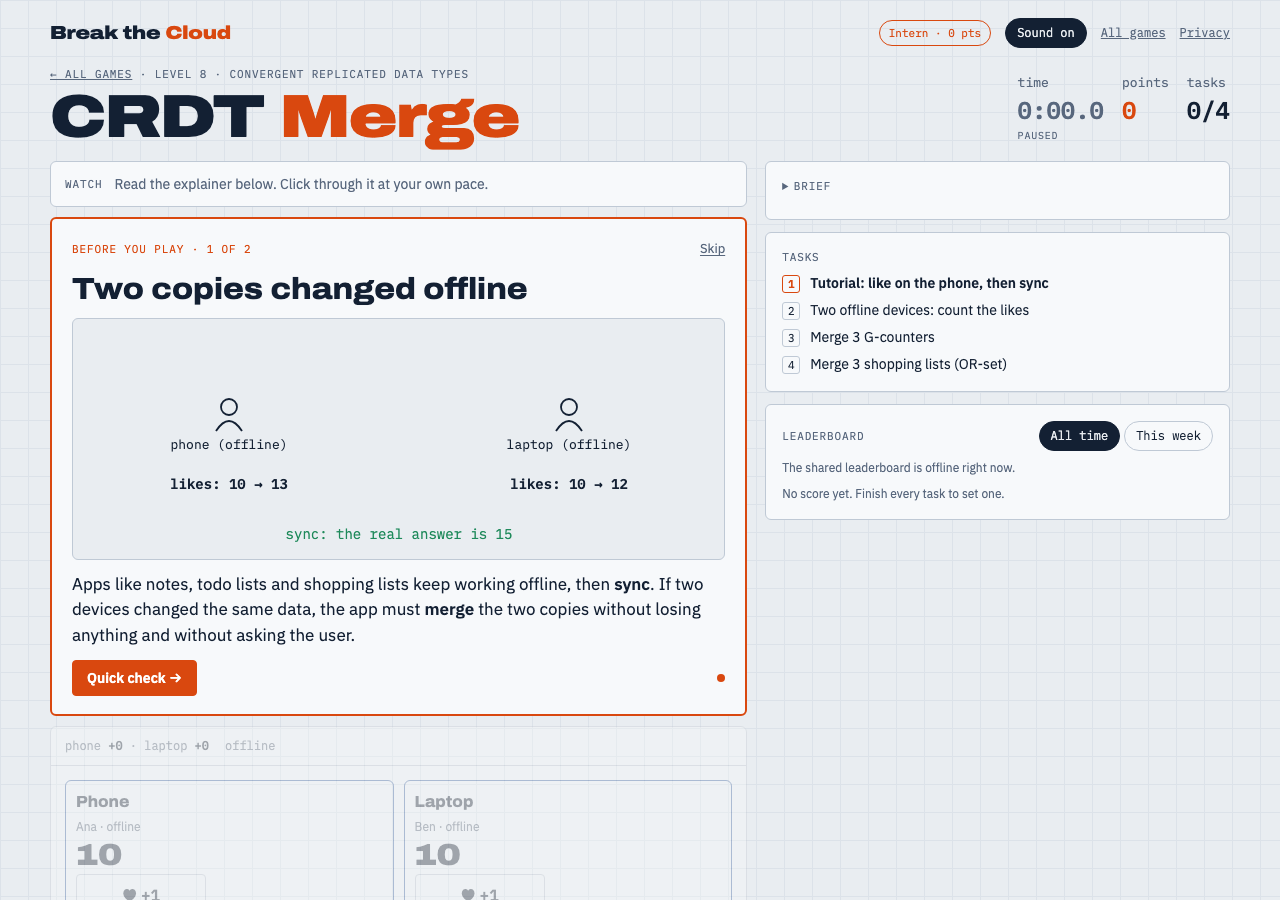 Break the Cloud
Intern · 0 pts
Sound on
All games
Privacy
← ALL GAMES · LEVEL 8 · CONVERGENT REPLICATED DATA TYPES
CRDT Merge
time
0:00.0
PAUSED
points
0
tasks
0/4
WATCH Read the explainer below. Click through it at your own pace.
BEFORE YOU PLAY · 1 OF 2
Skip
Two copies changed offline
phone (offline)
laptop (offline)
likes: 10 → 13
likes: 10 → 12
sync: the real answer is 15
Apps like notes, todo lists and shopping lists keep working offline, then sync. If two
devices changed the same data, the app must merge the two copies without losing
anything and without asking the user.
Quick check →
phone +0 · laptop +0 offline
Phone
Ana · offline
10
♥ +1
Laptop
Ben · offline
10
♥ +1
▶ BRIEF
TASKS
1 Tutorial: like on the phone, then sync
2 Two offline devices: count the likes
3 Merge 3 G-counters
4 Merge 3 shopping lists (OR-set)
LEADERBOARD
All time
This week
The shared leaderboard is offline right now.
No score yet. Finish every task to set one.